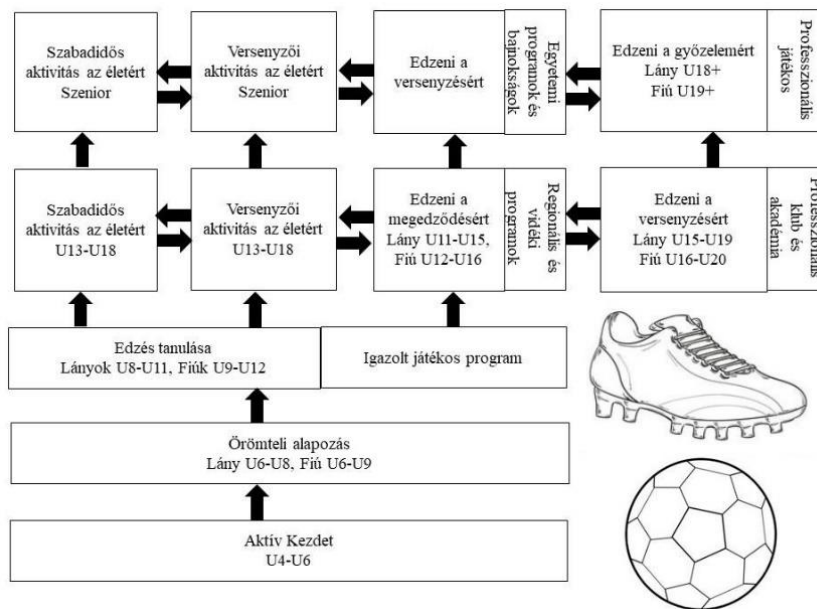 Szabadidős
aktivitás az életért
Szenior
Versenyzői
aktivitás az életért
Szenior
Edzeni a
versenyzésért
Egyetemi
programok és
bajnokságok
Edzeni a győzelemért
Lány U18+
Fiú U19+
Professzionális
játékos
Szabadidős
aktivitás az életért
U13-U18
Versenyzői
aktivitás az életért
U13-U18
Edzeni a
megedződésért
Lány U11-U15,
Fiú U12-U16
Regionális és
vidéki
programok
Edzeni a
versenyzésért
Lány U15-U19
Fiú U16-U20
Professzionális
klub és
akadémia
Edzés tanulása
Lányok U8-U11, Fiúk U9-U12
Igazolt játékos program
Örömteli alapozás
Lány U6-U8, Fiú U6-U9
Aktív Kezdet
U4-U6